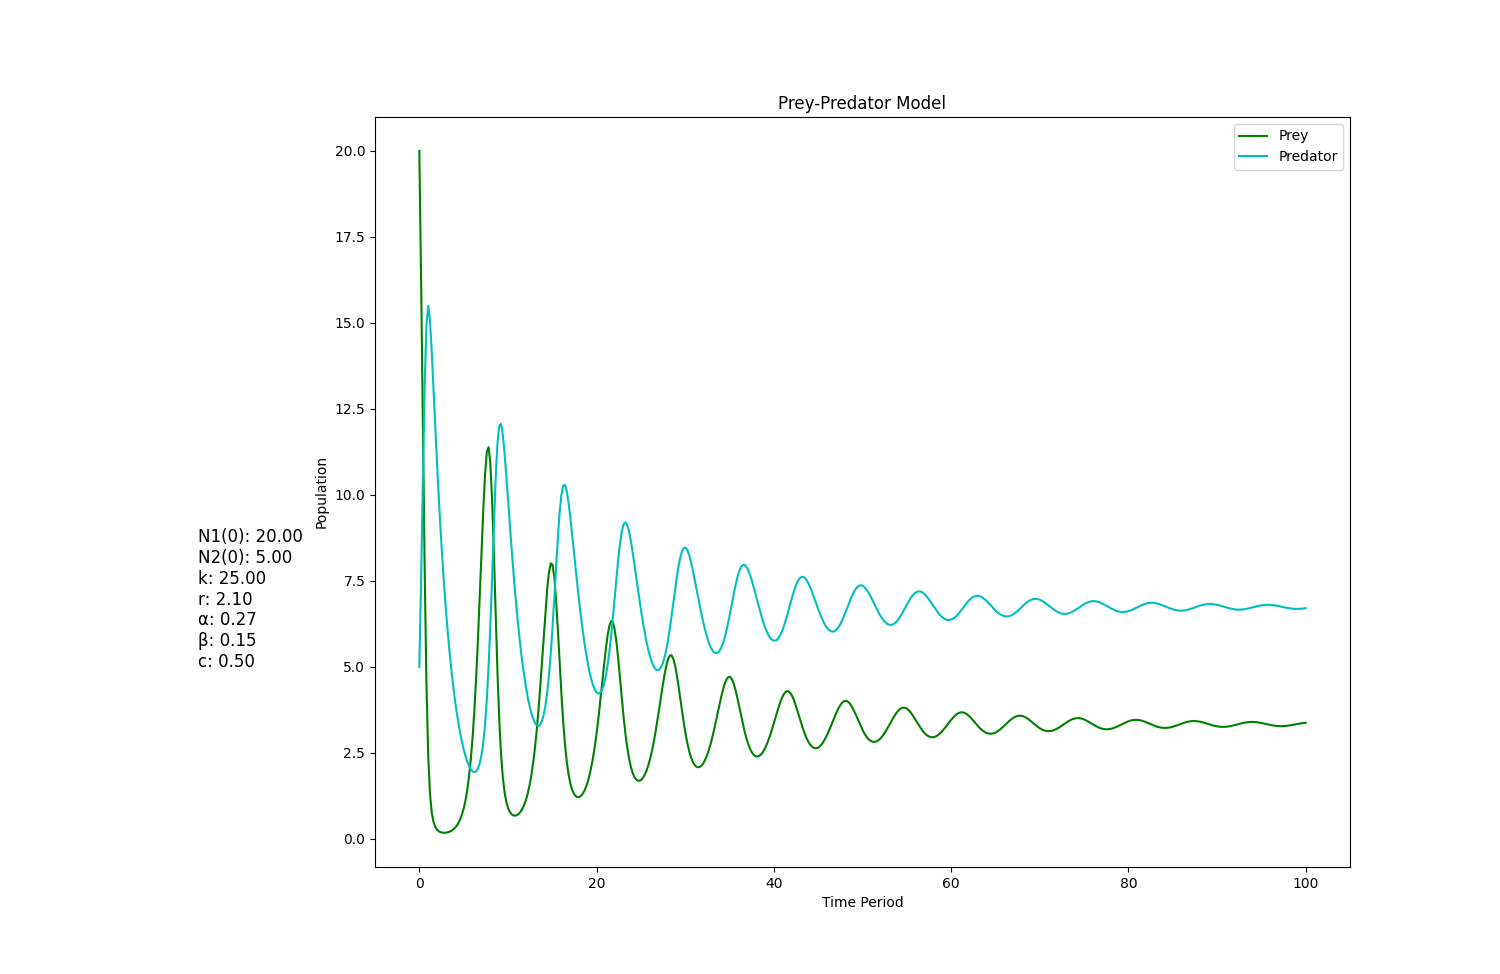 Prey-Predator Model
Prey
Predator
20.0
17.5
15.0
12.5
10.0
7.5
5.0
2.5
0.0
Population
N1(0): 20.00
N2(0): 5.00
k: 25.00
r: 2.10
α: 0.27
β: 0.15
c: 0.50
0 20 40 60 80 100
Time Period